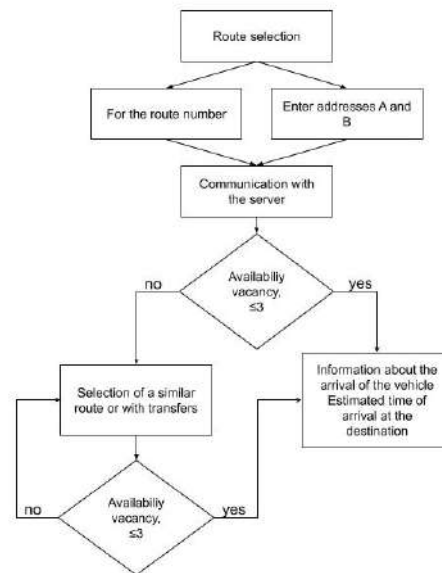 Route selection
For the route number
Enter addresses A and
B
Communication with
the server
no
Availabiliy
vacancy,
≤3
yes
Selection of a similar
route or with transfers
Information about the
arrival of the vehicle
Estimated time of
arrival at the
destination
no
Availabiliy
vacancy,
≤3
yes